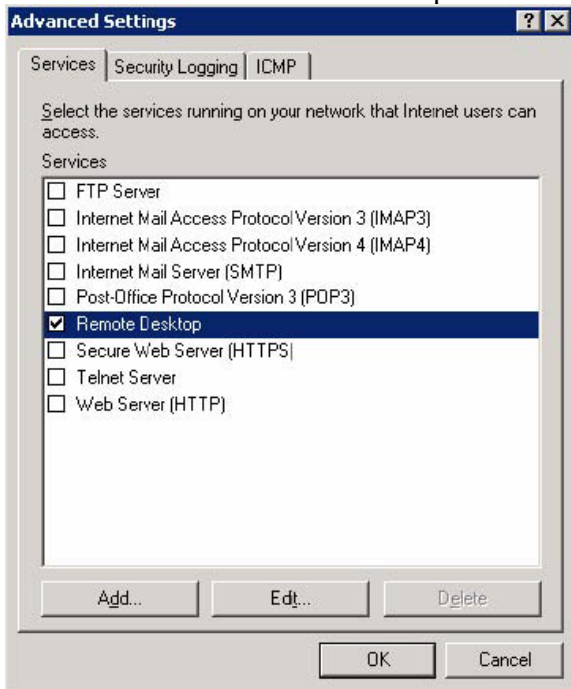 Advanced Settings
Services
Security Logging
ICMP
Select the services running on your network that Internet users can
access.
Services
FTP Server
Internet Mail Access Protocol Version 3 (IMAP3)
Internet Mail Access Protocol Version 4 (IMAP4)
Internet Mail Server (SMTP)
Post-Office Protocol Version 3 (POP3)
Remote Desktop
Secure Web Server (HTTPS)
Telnet Server
Web Server (HTTP)
Add...
Edit...
Delete
OK
Cancel